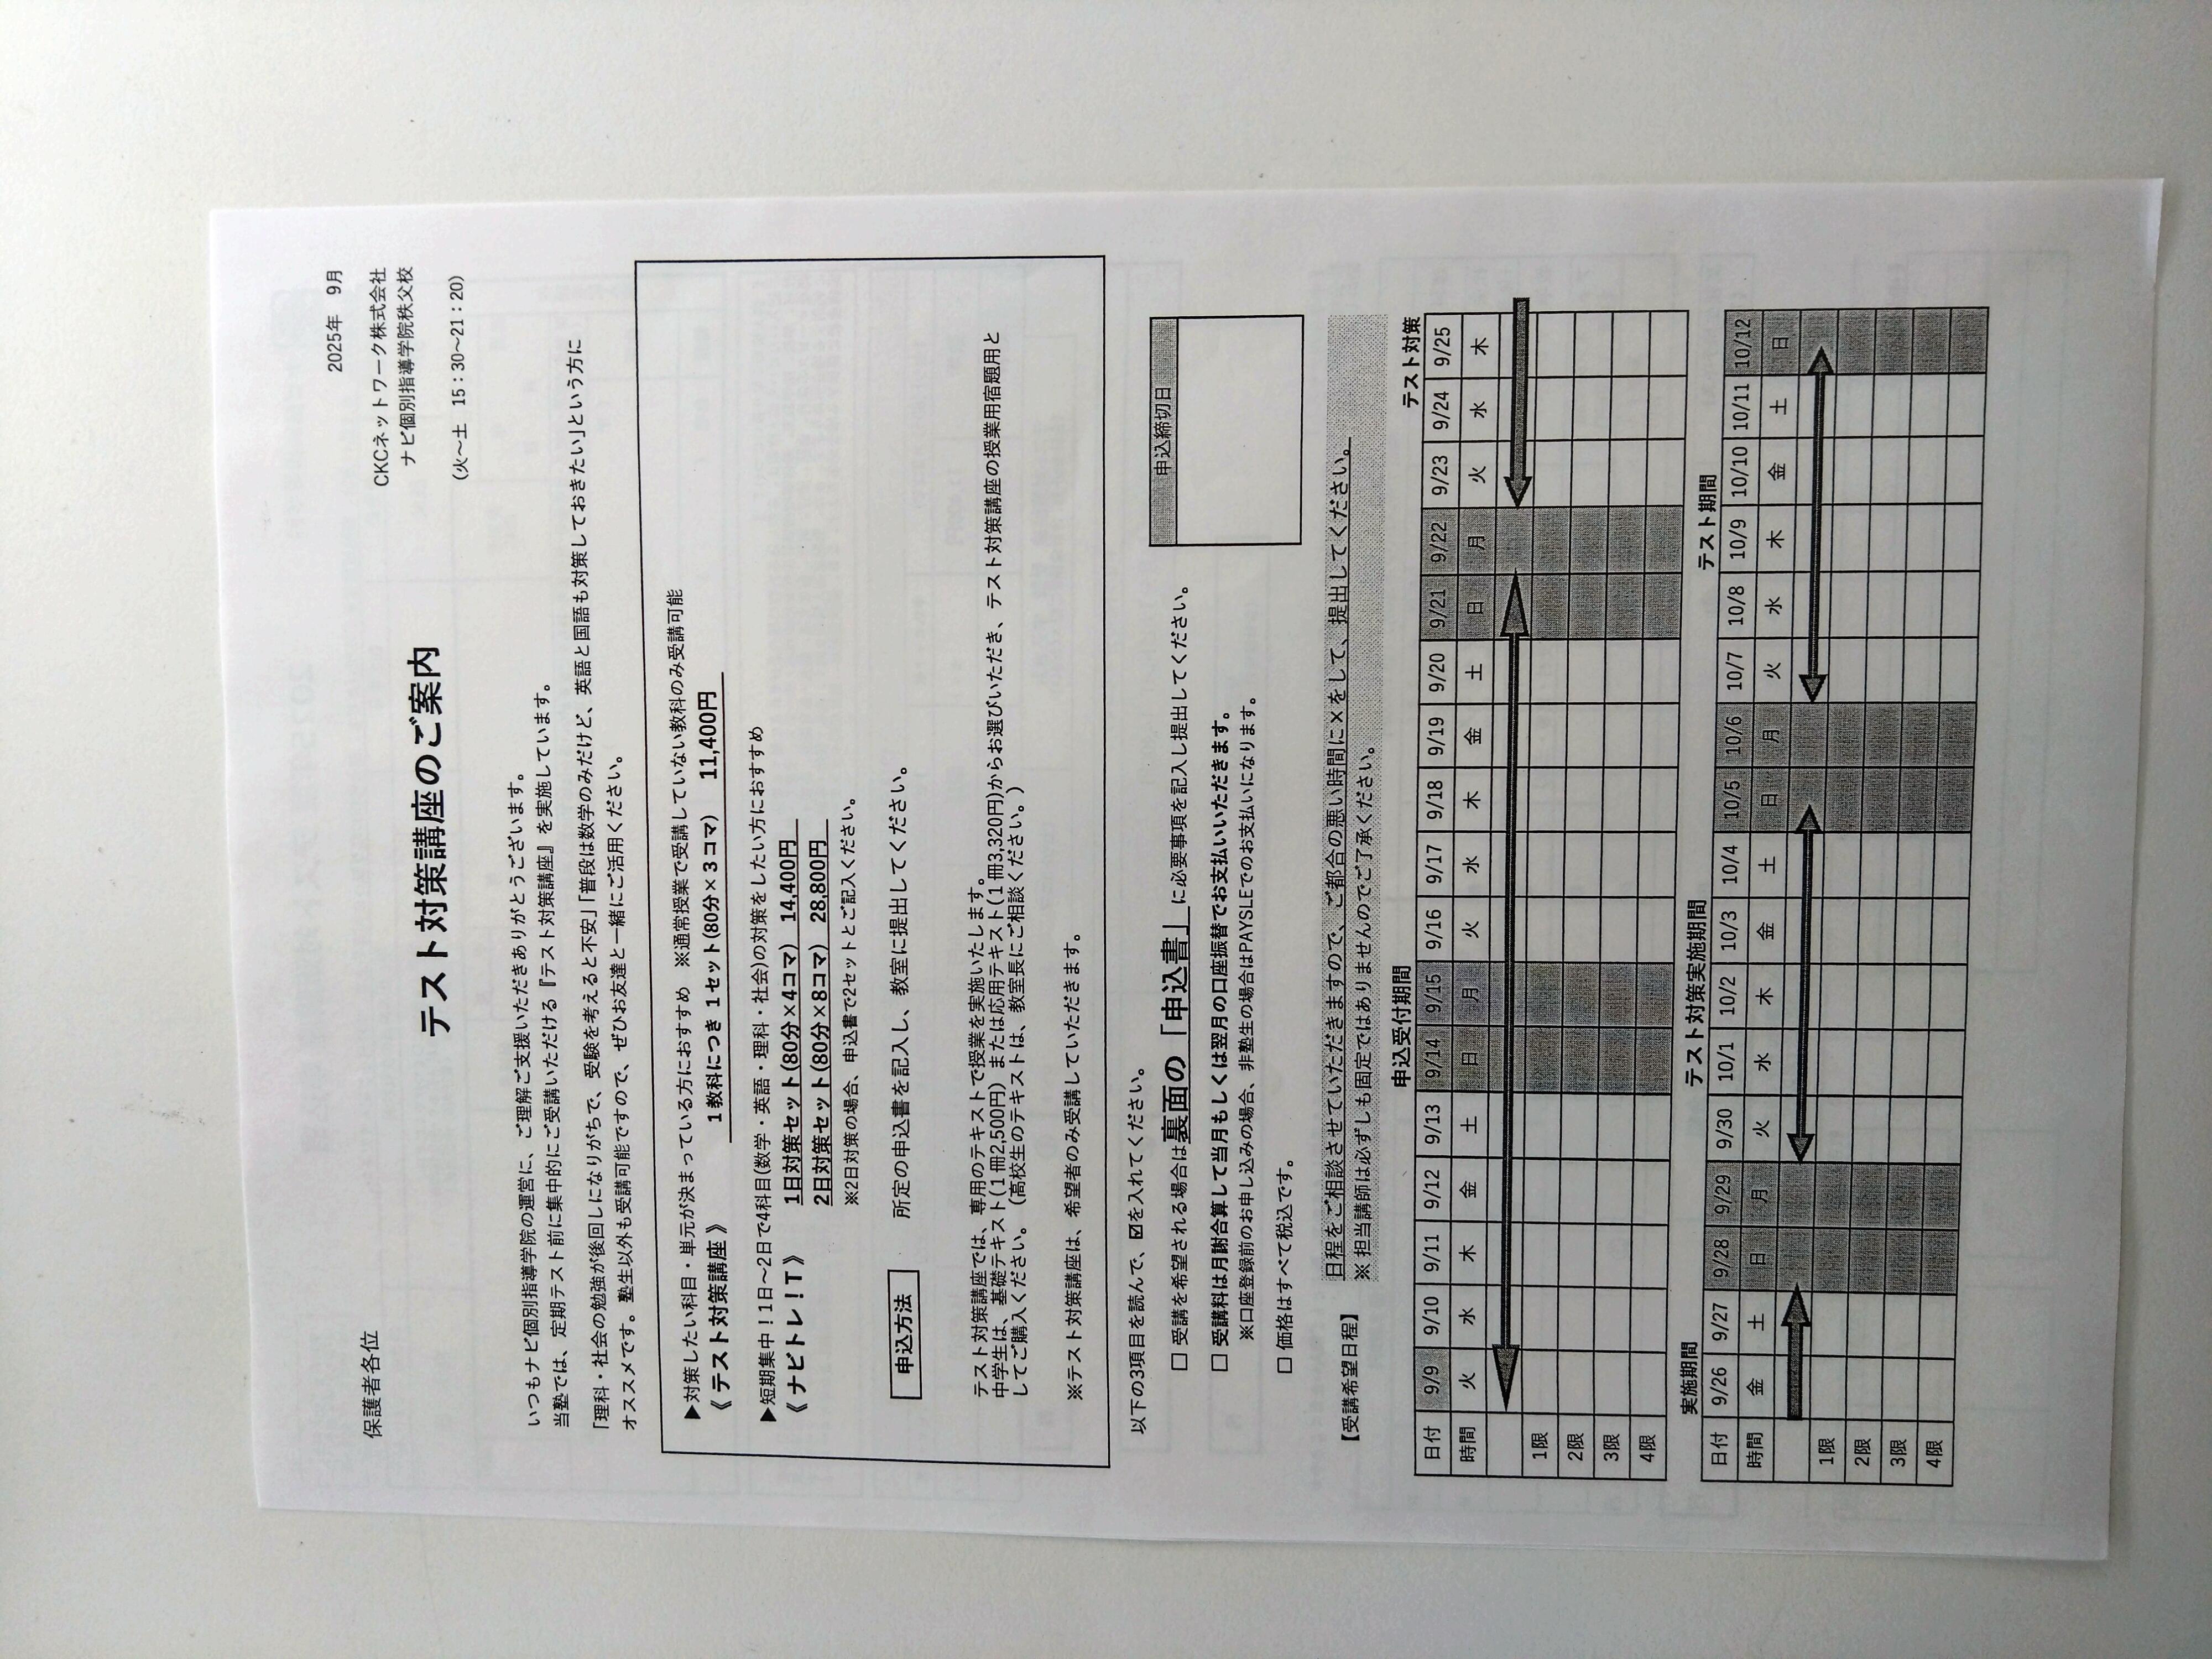 2025年　9月
保護者各位
CKCネットワーク株式会社
ナビ個別指導学院秩父校
テスト対策講座のご案内
（火～土　15：30～21：20）
いつもナビ個別指導学院の運営に、ご理解ご支援いただきありがとうございます。
当塾では、定期テスト前に集中的にご受講いただける『テスト対策講座』を実施しています。
「理科・社会の勉強が後回しになりがちで、受験を考えると不安」「普段は数学のみだけど、英語と国語も対策しておきたい」という方に
オススメです。塾生以外も受講可能ですので、ぜひお友達と一緒にご活用ください。
▶対策したい科目・単元が決まっている方におすすめ　※通常授業で受講していない教科のみ受講可能
《テスト対策講座》　１教科につき１セット(80分×３コマ)　11,400円
▶短期集中！1日～2日で4科目(数学・英語・理科・社会)の対策をしたい方におすすめ
《ナビトレ！T》　1日対策セット(80分×4コマ)　14,400円
2日対策セット(80分×8コマ)　28,800円
※2日対策の場合、申込書で2セットとご記入ください。
申込方法　所定の申込書を記入し、教室に提出してください。
テスト対策講座では、専用のテキストで授業を実施いたします。
中学生は、基礎テキスト(１冊2,500円）または応用テキスト(１冊3,320円)からお選びいただき、テスト対策講座の授業用宿題用と
してご購入ください。（高校生のテキストは、教室長にご相談ください。）
※テスト対策講座は、希望者のみ受講していただきます。
以下の3項目を読んで、☑を入れてください。
申込締切日
□ 受講を希望される場合は裏面の「申込書」に必要事項を記入し提出してください。
□ 受講料は月謝合算して当月もしくは翌月の口座振替でお支払いいただきます。
※口座登録前のお申し込みの場合、非塾生の場合はPAYSLEでのお支払いになります。
□ 価格はすべて税込です。
【受講希望日程】　日程をご相談させていただきますので、ご都合の悪い時間に×をして、提出してください。
※担当講師は必ずしも固定ではありませんのでご了承ください。
申込受付期間　テスト対策
日付 9/9 9/10 9/11 9/12 9/13 9/14 9/15 9/16 9/17 9/18 9/19 9/20 9/21 9/22 9/23 9/24 9/25
時間 火 水 木 金 土 日 月 火 水 木 金 土 日 月 火 水 木
1限
2限
3限
4限
実施期間　テスト対策実施期間　テスト期間
日付 9/26 9/27 9/28 9/29 9/30 10/1 10/2 10/3 10/4 10/5 10/6 10/7 10/8 10/9 10/10 10/11 10/12
時間 金 土 日 月 火 水 木 金 土 日 月 火 水 木 金 土 日
1限
2限
3限
4限